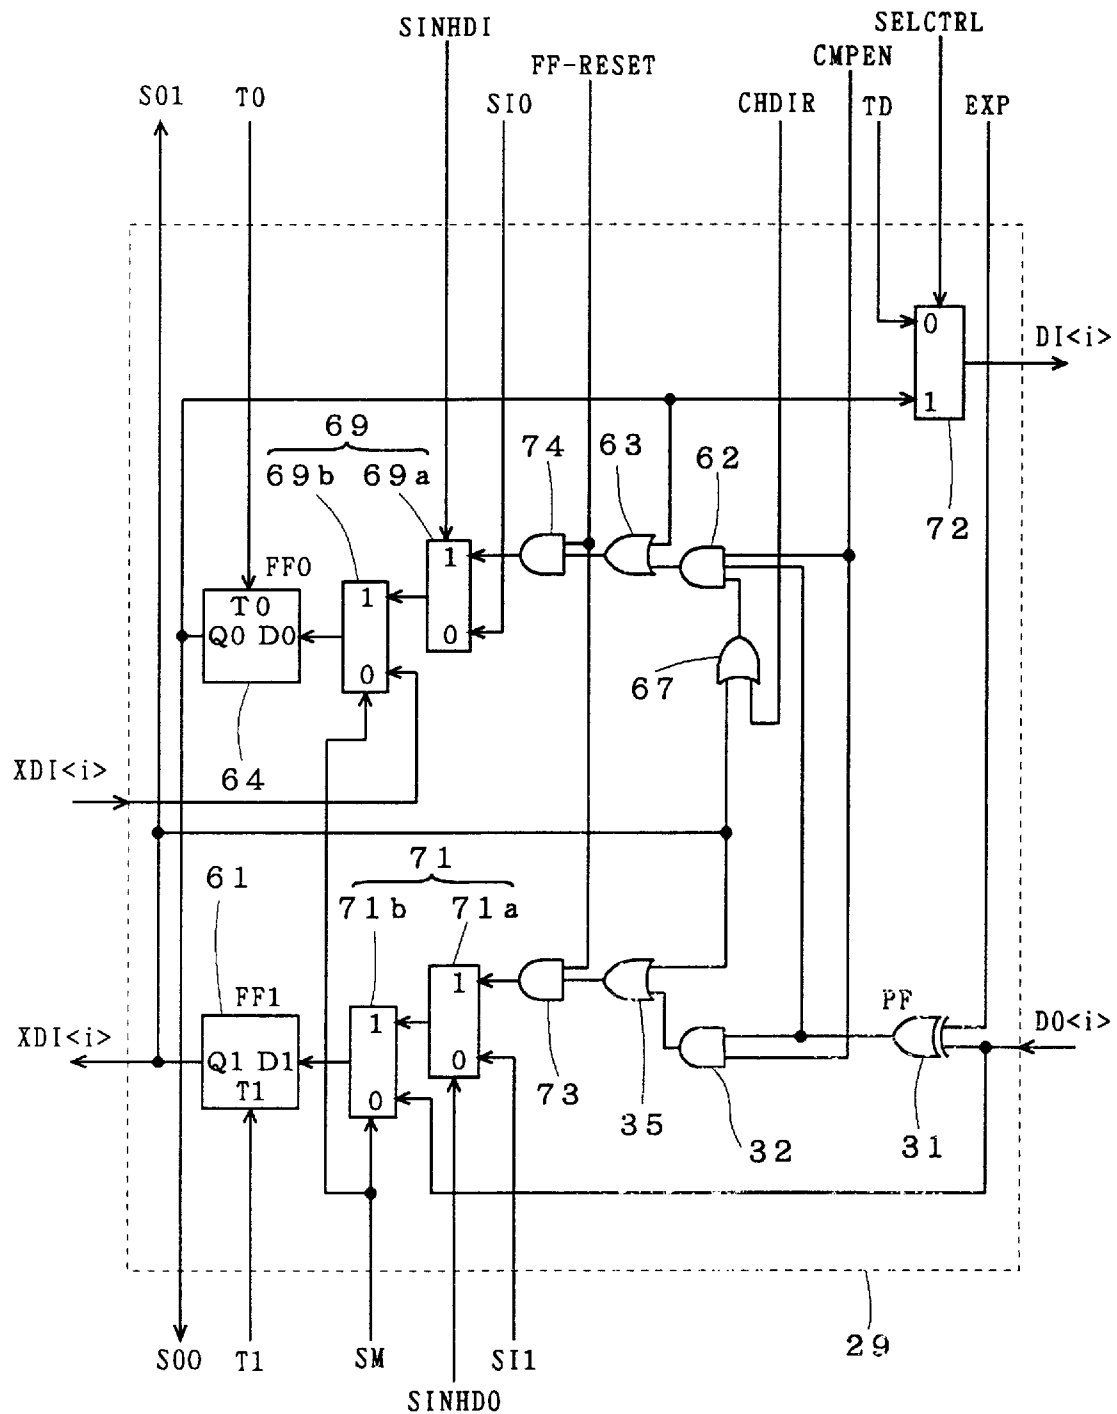 SINHDI
SELCTRL
CMPEN
FF-RESET
SO1
TO
SIO
CHDIR
TD
EXP
0
DI<i>
1
69
74
63
62
69b
69a
72
1
FF0
1
T0
Q0 D0
0
0
67
64
XDI<i>
61
71
71b
71a
1
FF1
PF
XDI<i>
1
DO<i>
Q1 D1
T1
0
0
73
35
32
31
SOO
T1
SM
SI1
29
SINHDO